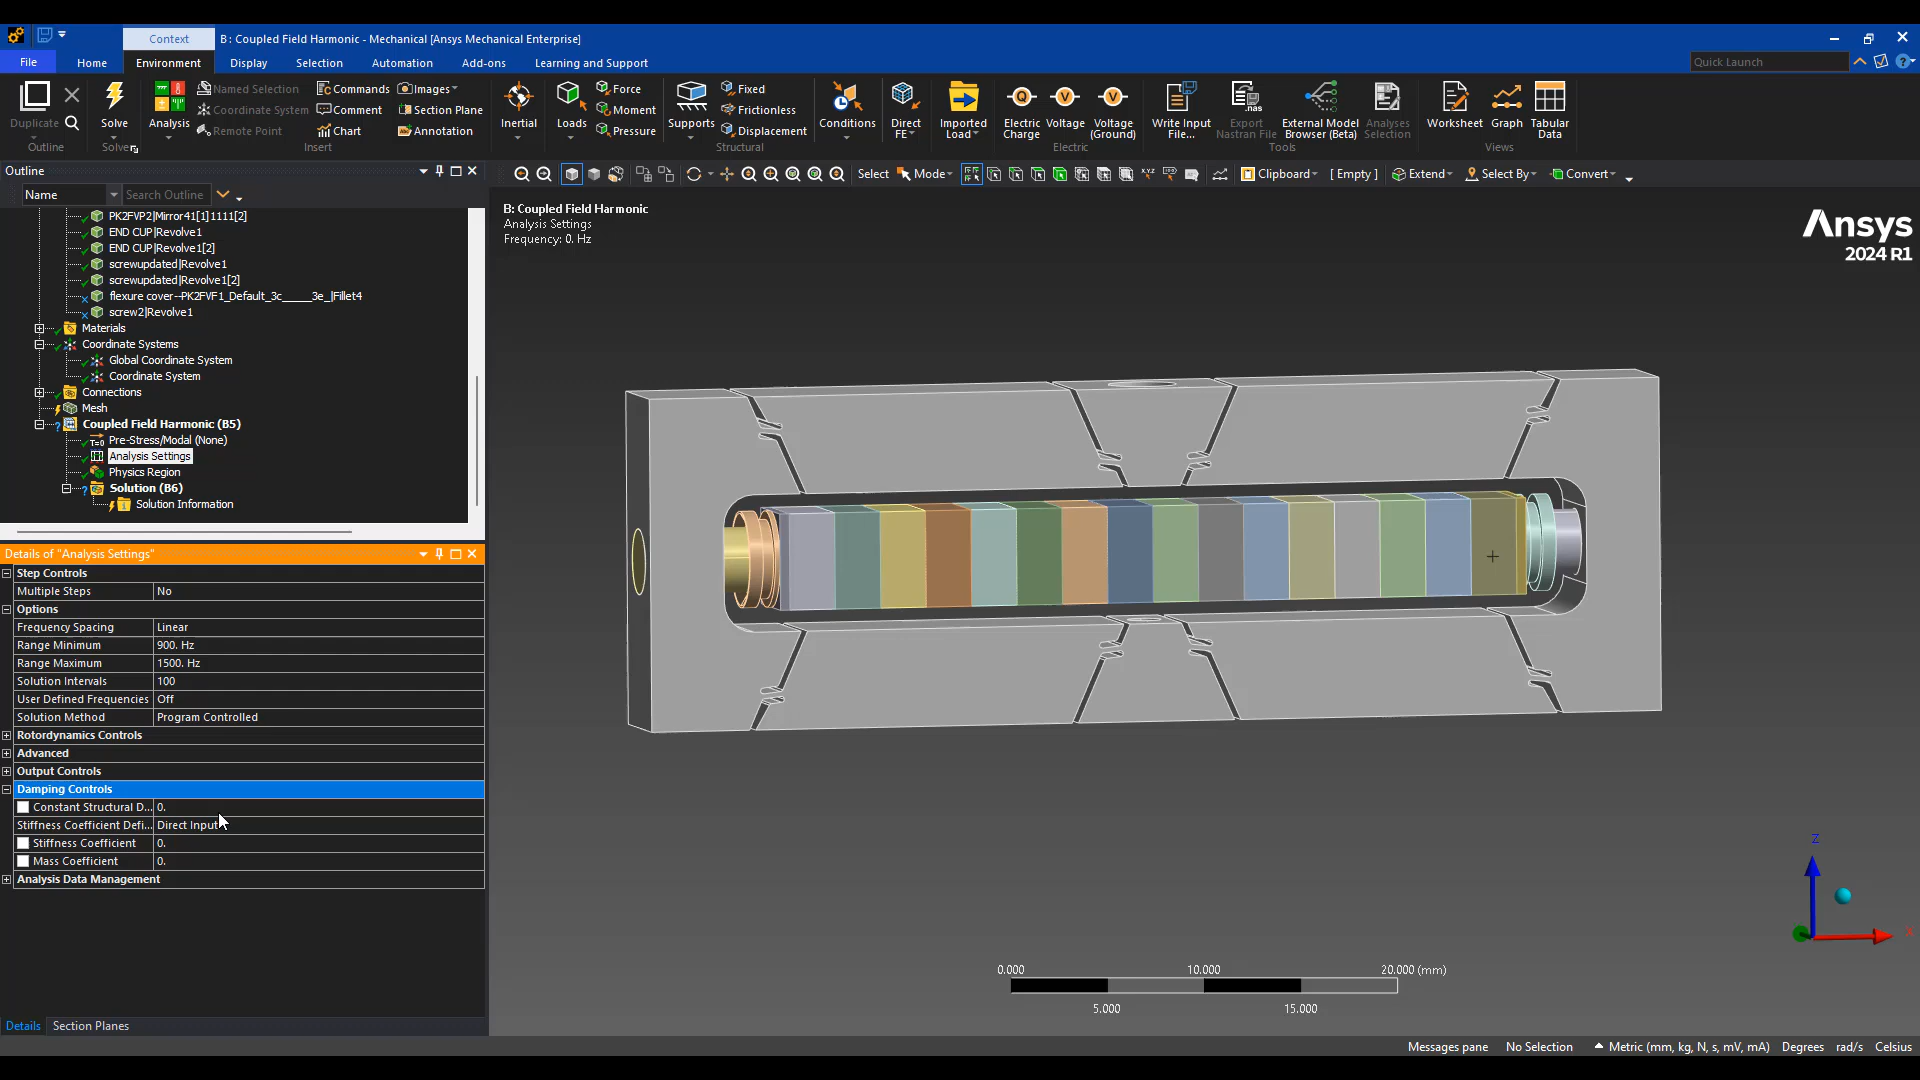 Context
B : Coupled Field Harmonic - Mechanical [Ansys Mechanical Enterprise]
File Home Environment Display Selection Automation Add-ons Learning and Support
Quick Launch
Duplicate
Outline
Solve
Solver
Analysis
Named Selection
Coordinate System
Remote Point
Commands
Comment
Chart
Images
Section Plane
Annotation
Insert
Inertial
Loads
Force
Moment
Pressure
Supports
Fixed
Frictionless
Displacement
Conditions
Structural
Direct
FE
Imported
Load
Electric
Charge
Voltage
Voltage
(Ground)
Electric
Write Input
File...
.nas
Export
Nastran File
External Model
Browser (Beta)
Analyses
Selection
Tools
Worksheet
Graph
Tabular
Data
Views
Outline
Name Search Outline
Select Mode Clipboard [ Empty ] Extend Select By Convert
PK2FVP2|Mirror41[1]1111[2]
END CUP|Revolve1
END CUP|Revolve1[2]
screwupdated|Revolve1
screwupdated|Revolve1[2]
flexure cover--PK2FVF1_Default_3c_____3e_|Fillet4
screw2|Revolve1
Materials
Coordinate Systems
Global Coordinate System
Coordinate System
Connections
Mesh
Coupled Field Harmonic (B5)
T=0 Pre-Stress/Modal (None)
Analysis Settings
Physics Region
Solution (B6)
Solution Information
Details of "Analysis Settings"
Step Controls
Multiple Steps No
Options
Frequency Spacing Linear
Range Minimum 900. Hz
Range Maximum 1500. Hz
Solution Intervals 100
User Defined Frequencies Off
Solution Method Program Controlled
Rotordynamics Controls
Advanced
Output Controls
Damping Controls
Constant Structural D... 0.
Stiffness Coefficient Defi... Direct Input
Stiffness Coefficient 0.
Mass Coefficient 0.
Analysis Data Management
Details Section Planes
B: Coupled Field Harmonic
Analysis Settings
Frequency: 0. Hz
Ansys
2024 R1
Z
X
0.000 10.000 20.000 (mm)
5.000 15.000
Messages pane No Selection Metric (mm, kg, N, s, mV, mA) Degrees rad/s Celsius